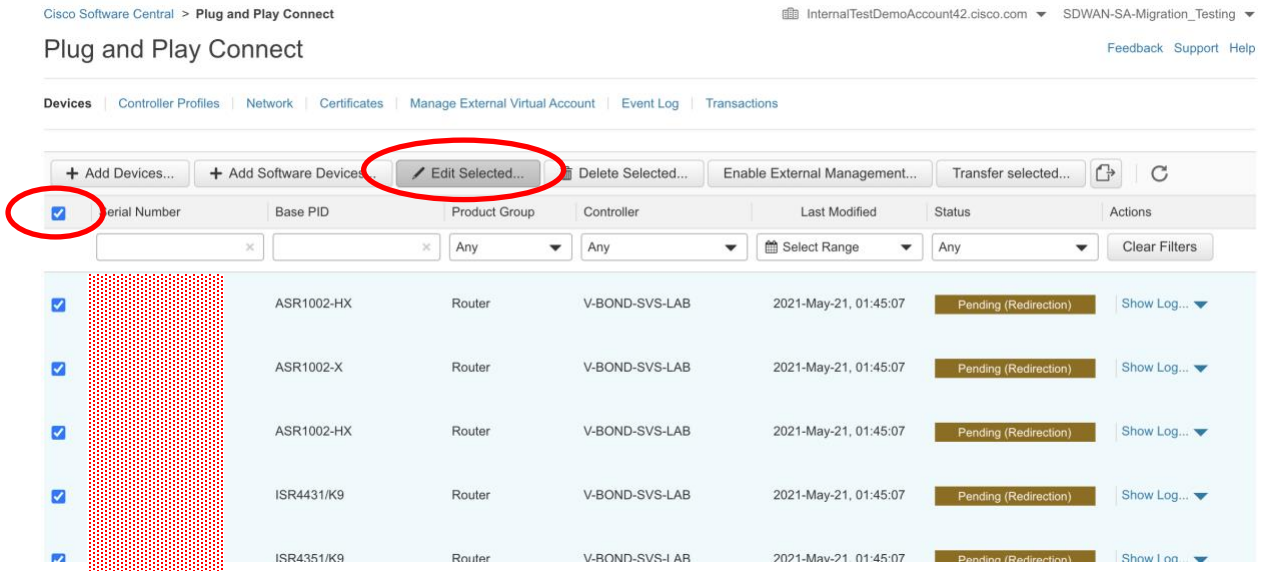 Cisco Software Central > Plug and Play Connect
InternalTestDemoAccount42.cisco.com SDWAN-SA-Migration_Testing
Plug and Play Connect
Feedback Support Help
Devices Controller Profiles Network Certificates Manage External Virtual Account Event Log Transactions
+ Add Devices... + Add Software Devices... Edit Selected... Delete Selected... Enable External Management... Transfer selected...
Serial Number Base PID Product Group Controller Last Modified Status Actions
× × Any Any Select Range Any Clear Filters
ASR1002-HX Router V-BOND-SVS-LAB 2021-May-21, 01:45:07 Pending (Redirection) Show Log...
ASR1002-X Router V-BOND-SVS-LAB 2021-May-21, 01:45:07 Pending (Redirection) Show Log...
ASR1002-HX Router V-BOND-SVS-LAB 2021-May-21, 01:45:07 Pending (Redirection) Show Log...
ISR4431/K9 Router V-BOND-SVS-LAB 2021-May-21, 01:45:07 Pending (Redirection) Show Log...
ISR4351/K9 Router V-BOND-SVS-LAB 2021-May-21, 01:45:07 Pending (Redirection) Show Log...